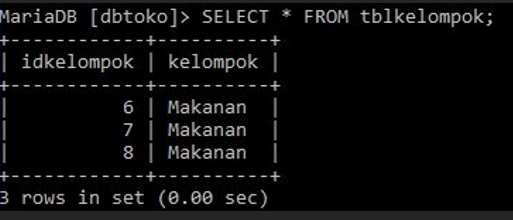 MariaDB [dbtoko]> SELECT * FROM tblkelompok;
+------------+----------+
| idkelompok | kelompok |
+------------+----------+
|          6 | Makanan  |
|          7 | Makanan  |
|          8 | Makanan  |
+------------+----------+
3 rows in set (0.00 sec)